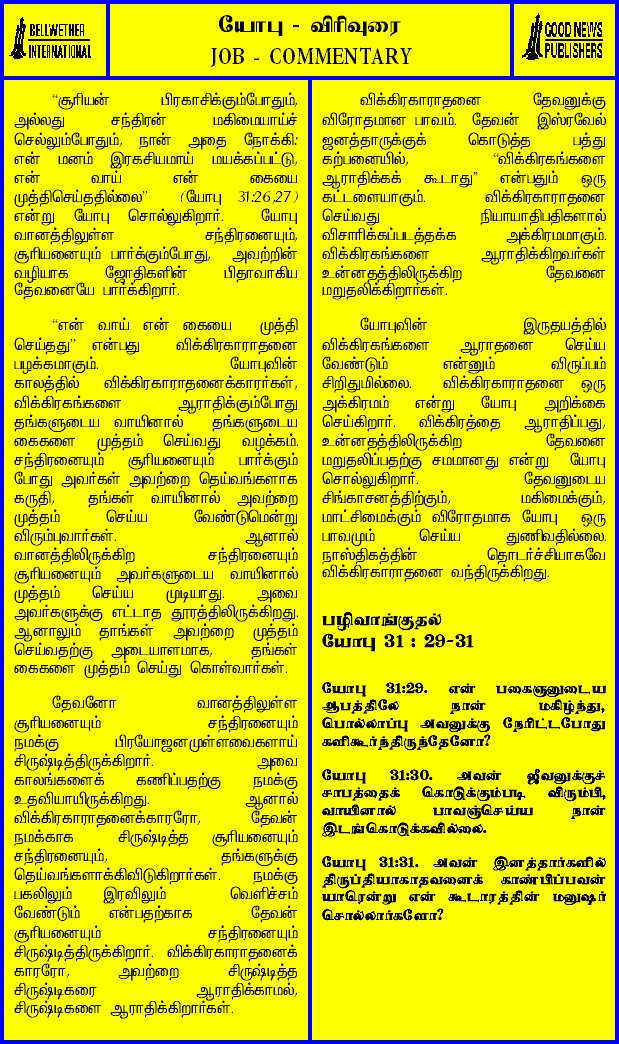 BELLWETHER
INTERNATIONAL
யோபு - விரிவுரை
JOB - COMMENTARY
GOOD NEWS
PUBLISHERS
“சூரியன் பிரகாசிக்கும்போதும்,
அல்லது சந்திரன் மகிமையாய்ச்
செல்லும்போதும், நான் அதை நோக்கி:
என் மனம் இரகசியமாய் மயக்கப்பட்டு,
என் வாய் என் கையை
முத்திசெய்ததில்லை” (யோபு 31:26,27)
என்று யோபு சொல்லுகிறார். யோபு
வானத்திலுள்ள சந்திரனையும்,
சூரியனையும் பார்க்கும்போது, அவற்றின்
வழியாக ஜோதிகளின் பிதாவாகிய
தேவனையே பார்க்கிறார்.
“என் வாய் என் கையை முத்தி
செய்தது” என்பது விக்கிரகாராதனை
பழக்கமாகும். யோபுவின்
காலத்தில் விக்கிரகாராதனைக்காரர்கள்,
விக்கிரகங்களை ஆராதிக்கும்போது
தங்களுடைய வாயினால் தங்களுடைய
கைகளை முத்தம் செய்வது வழக்கம்.
சந்திரனையும் சூரியனையும் பார்க்கும்
போது அவர்கள் அவற்றை தெய்வங்களாக
கருதி, தங்கள் வாயினால் அவற்றை
முத்தம் செய்ய வேண்டுமென்று
விரும்புவார்கள். ஆனால்
வானத்திலிருக்கிற சந்திரனையும்
சூரியனையும் அவர்களுடைய வாயினால்
முத்தம் செய்ய முடியாது. அவை
அவர்களுக்கு எட்டாத தூரத்திலிருக்கிறது.
ஆனாலும் தாங்கள் அவற்றை முத்தம்
செய்வதற்கு அடையாளமாக, தங்கள்
கைகளை முத்தம் செய்து கொள்வார்கள்.
தேவனோ வானத்திலுள்ள
சூரியனையும் சந்திரனையும்
நமக்கு பிரயோஜனமுள்ளவைகளாய்
சிருஷ்டித்திருக்கிறார். அவை
காலங்களைக் கணிப்பதற்கு நமக்கு
உதவியாயிருக்கிறது. ஆனால்
விக்கிரகாராதனைக்காரரோ, தேவன்
நமக்காக சிருஷ்டித்த சூரியனையும்
சந்திரனையும், தங்களுக்கு
தெய்வங்களாக்கிவிடுகிறார்கள். நமக்கு
பகலிலும் இரவிலும் வெளிச்சம்
வேண்டும் என்பதற்காக தேவன்
சூரியனையும் சந்திரனையும்
சிருஷ்டித்திருக்கிறார். விக்கிரகாராதனைக்
காரரோ, அவற்றை சிருஷ்டித்த
சிருஷ்டிகரை ஆராதிக்காமல்,
சிருஷ்டிகளை ஆராதிக்கிறார்கள்.
விக்கிரகாராதனை தேவனுக்கு
விரோதமான பாவம். தேவன் இஸ்ரவேல்
ஜனத்தாருக்குக் கொடுத்த பத்து
கற்பனையில், “விக்கிரகங்களை
ஆராதிக்கக் கூடாது” என்பதும் ஒரு
கட்டளையாகும். விக்கிரகாராதனை
செய்வது நியாயாதிபதிகளால்
விசாரிக்கப்படத்தக்க அக்கிரமமாகும்.
விக்கிரகங்களை ஆராதிக்கிறவர்கள்
உன்னதத்திலிருக்கிற தேவனை
மறுதலிக்கிறார்கள்.
யோபுவின் இருதயத்தில்
விக்கிரகங்களை ஆராதனை செய்ய
வேண்டும் என்னும் விருப்பம்
சிறிதுமில்லை. விக்கிரகாராதனை ஒரு
அக்கிரமம் என்று யோபு அறிக்கை
செய்கிறார். விக்கிரத்தை ஆராதிப்பது,
உன்னதத்திலிருக்கிற தேவனை
மறுதலிப்பதற்கு சமமானது என்று யோபு
சொல்லுகிறார். தேவனுடைய
சிங்காசனத்திற்கும், மகிமைக்கும்,
மாட்சிமைக்கும் விரோதமாக யோபு ஒரு
பாவமும் செய்ய துணிவதில்லை.
நாஸ்திகத்தின் தொடர்ச்சியாகவே
விக்கிரகாராதனை வந்திருக்கிறது.
பழிவாங்குதல்
யோபு 31 : 29-31
யோபு 31:29. என் பகைஞனுடைய
ஆபத்திலே நான் மகிழ்ந்து,
பொல்லாப்பு அவனுக்கு நேரிட்டபோது
களிகூர்ந்திருந்தேனோ?
யோபு 31:30. அவன் ஜீவனுக்குச்
சாபத்தைக் கொடுக்கும்படி விரும்பி,
வாயினால் பாவஞ்செய்ய நான்
இடங்கொடுக்கவில்லை.
யோபு 31:31. அவன் இனத்தார்களில்
திருப்தியாகாதவனைக் காண்பிப்பவன்
யாரென்று என் கூடாரத்தின் மனுஷர்
சொல்லார்களோ?